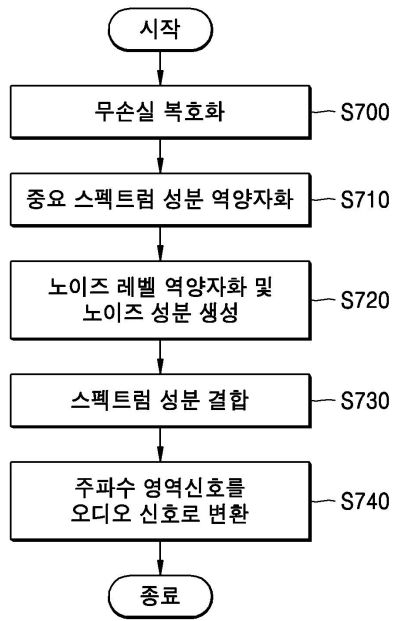 시작
무손실 복호화
S700
중요 스펙트럼 성분 역양자화
S710
노이즈 레벨 역양자화 및
노이즈 성분 생성
S720
스펙트럼 성분 결합
S730
주파수 영역신호를
오디오 신호로 변환
S740
종료